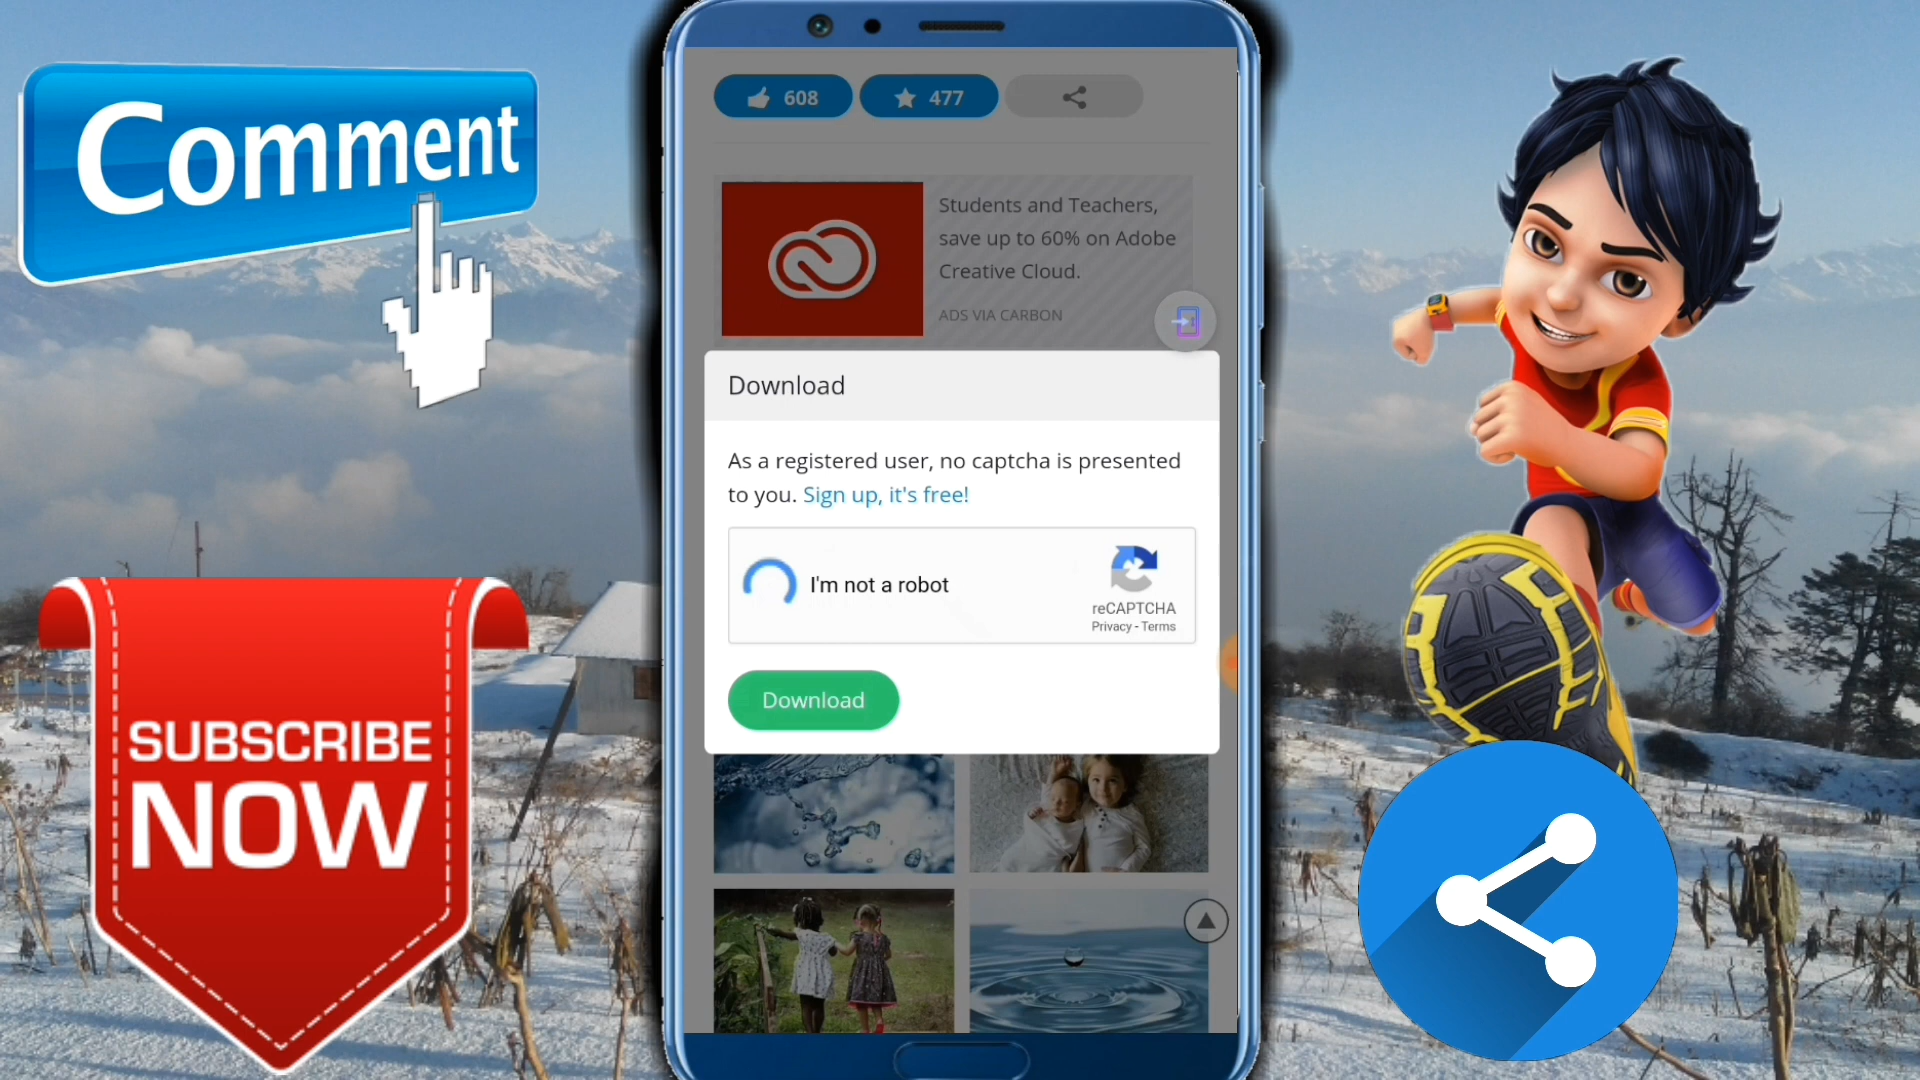 Comment
SUBSCRIBE
NOW
608
477
Students and Teachers,
save up to 60% on Adobe
Creative Cloud.
ADS VIA CARBON
Download
As a registered user, no captcha is presented
to you. Sign up, it's free!
I'm not a robot
reCAPTCHA
Privacy - Terms
Download